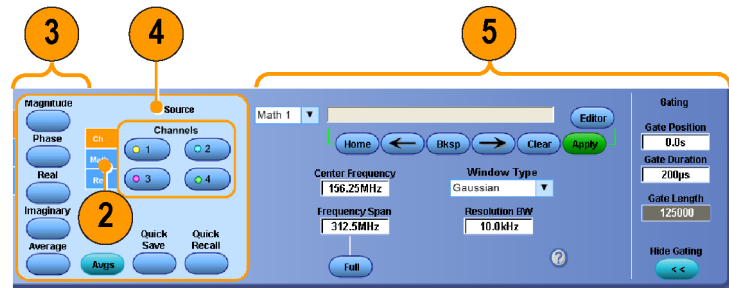 3
4
5
Magnitude
Phase
Real
Imaginary
Average
Source
Ch
Math
Channels
1
2
3
4
2
Avgs
Quick
Save
Quick
Recall
Math 1
Editor
Home
Bksp
Clear
Apply
Center Frequency
156.25MHz
Frequency Span
312.5MHz
Full
Window Type
Gaussian
Resolution BW
10.0kHz
?
Gating
Gate Position
0.0s
Gate Duration
200µs
Gate Length
125000
Hide Gating
<<